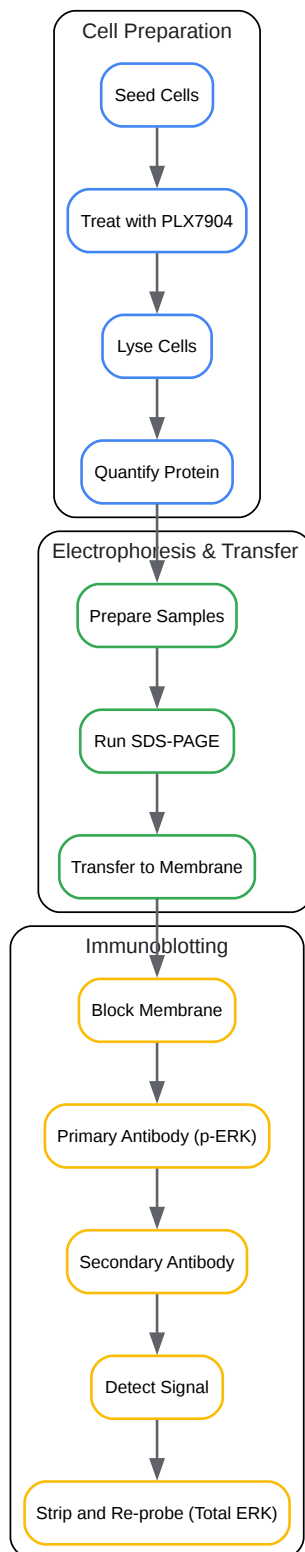 Cell Preparation
Seed Cells
Treat with PLX7904
Lyse Cells
Quantify Protein
Electrophoresis & Transfer
Prepare Samples
Run SDS-PAGE
Transfer to Membrane
Immunoblotting
Block Membrane
Primary Antibody (p-ERK)
Secondary Antibody
Detect Signal
Strip and Re-probe (Total ERK)